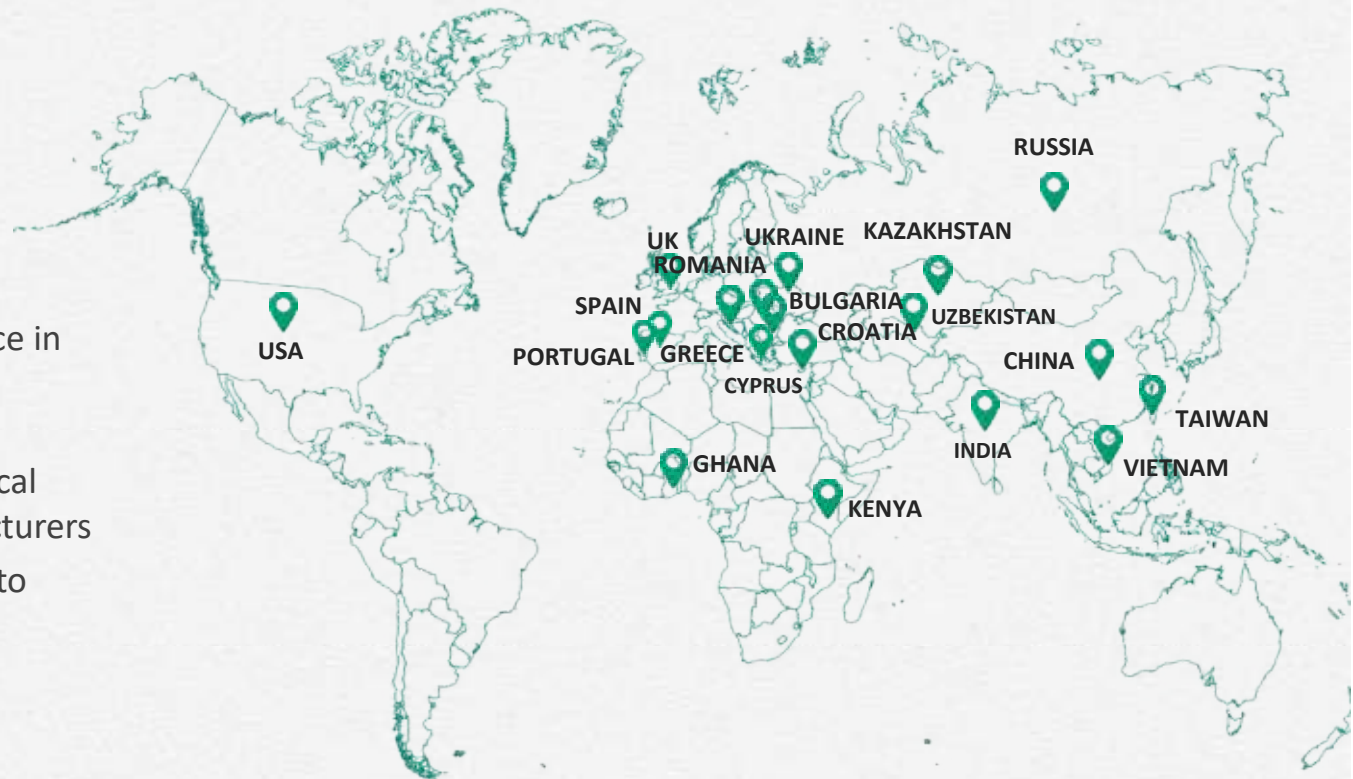 ce in
cal
cturers
to
RUSSIA
KAZAKHSTAN
UKRAINE
UK
ROMANIA
SPAIN
BULGARIA
UZBEKISTAN
CROATIA
USA
PORTUGAL
GREECE
CHINA
CYPRUS
TAIWAN
INDIA
GHANA
VIETNAM
KENYA